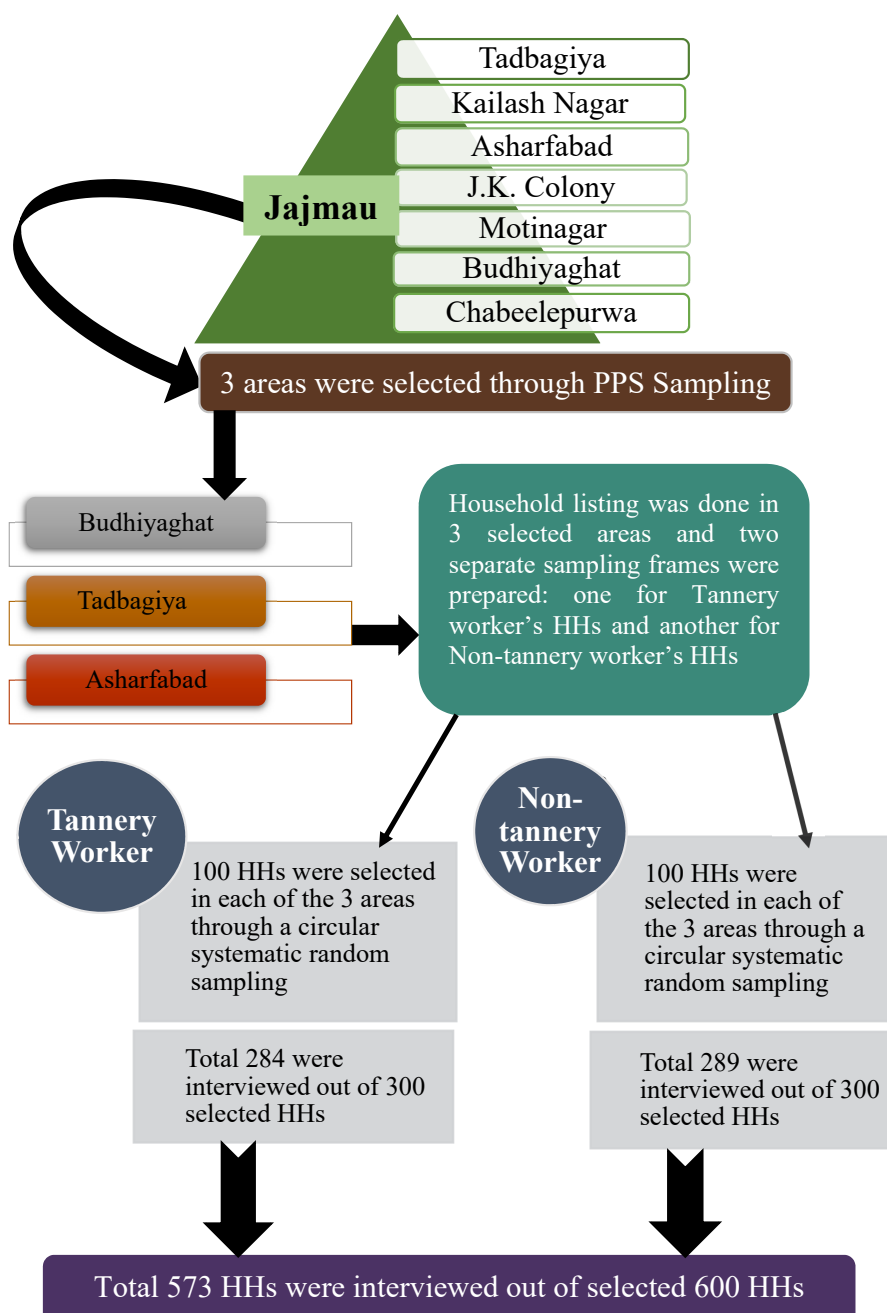 Tadbagiya
Kailash Nagar
Asharfabad
J.K. Colony
Motinagar
Budhiyaghat
Chabeelepurwa
Jajmau
3 areas were selected through PPS Sampling
Budhiyaghat
Tadbagiya
Asharfabad
Household listing was done in
3 selected areas and two
separate sampling frames were
prepared: one for Tannery
worker’s HHs and another for
Non-tannery worker’s HHs
Tannery
Worker
100 HHs were selected
in each of the 3 areas
through a circular
systematic random
sampling
Total 284 were
interviewed out of 300
selected HHs
Non-
tannery
Worker
100 HHs were
selected in each of
the 3 areas through a
circular systematic
random sampling
Total 289 were
interviewed out of 300
selected HHs
Total 573 HHs were interviewed out of selected 600 HHs